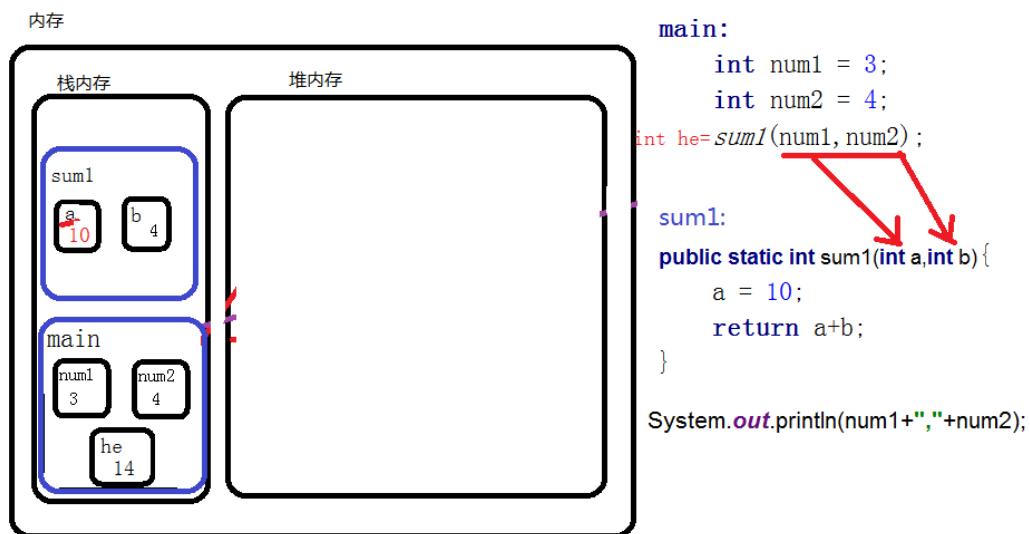 内存
栈内存
堆内存
sum1
a
10
b
4
main
num1
3
num2
4
he
14
main:
int num1 = 3;
int num2 = 4;
int he=sum1(num1,num2);
sum1:
public static int sum1(int a,int b){
a = 10;
return a+b;
}
System.out.println(num1+","+num2);